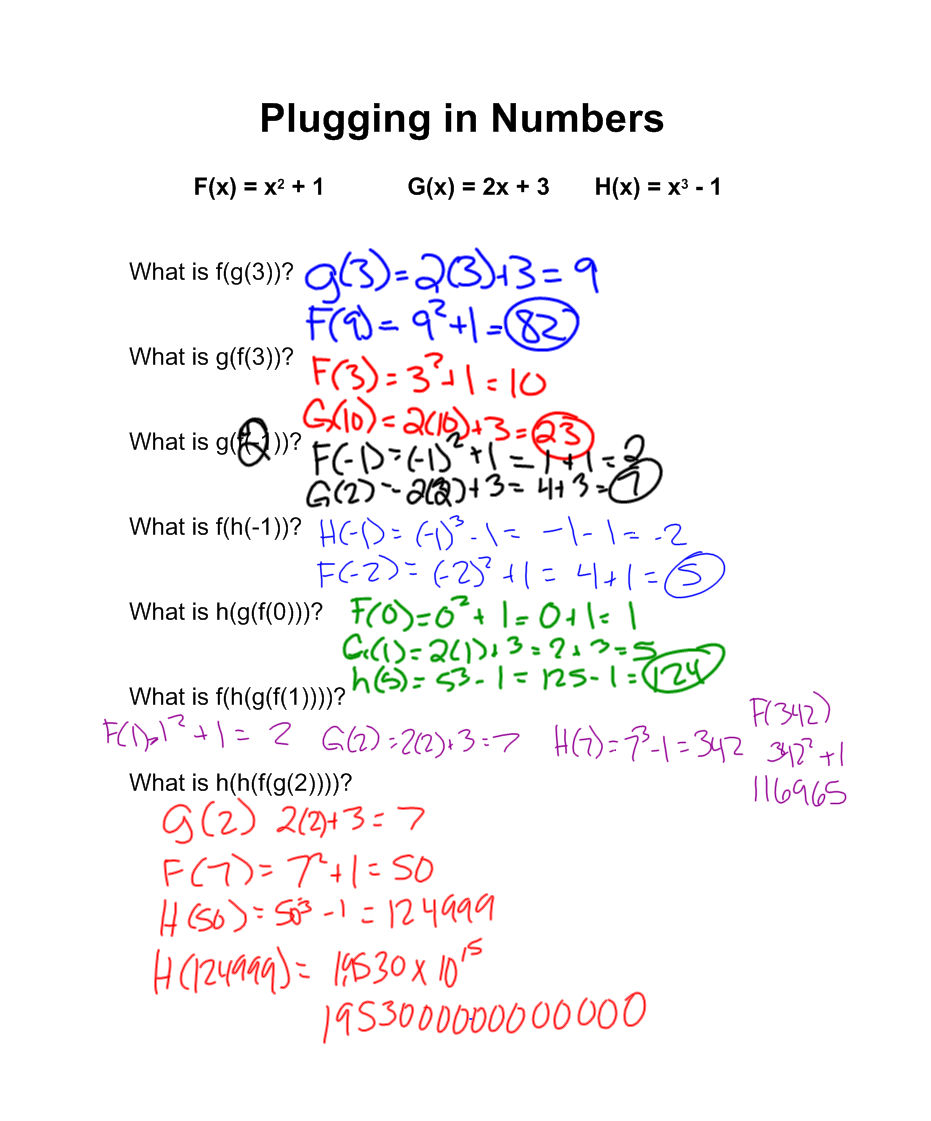 Plugging in Numbers
F(x) = x² + 1 G(x) = 2x + 3 H(x) = x³ - 1
What is f(g(3))? g(3) = 2(3)+3 = 9
F(9) = 9²+1 = 82
What is g(f(3))? F(3) = 3²+1 = 10
G(10) = 2(10)+3 = 23
What is g(f(-1))? F(-1) = (-1)²+1 = 1+1 = 2
G(2) = 2(2)+3 = 4+3 = 7
What is f(h(-1))? H(-1) = (-1)³-1 = -1-1 = -2
F(-2) = (-2)²+1 = 4+1 = 5
What is h(g(f(0)))? F(0) = 0²+1 = 0+1 = 1
G(1) = 2(1)+3 = 2+3 = 5
h(5) = 5³-1 = 125-1 = 124
What is f(h(g(f(1))))?
F(1) = 1²+1 = 2 G(2) = 2(2)+3 = 7 H(7) = 7³-1 = 342 F(342)
342²+1
116965
What is h(h(f(g(2))))?
g(2) 2(2)+3 = 7
F(7) = 7²+1 = 50
H(50) = 50³-1 = 124999
H(124999) = 1.9530 x 10¹⁵
1953000000000000